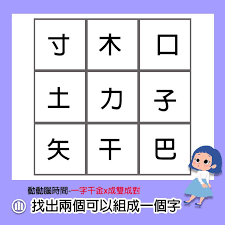 寸 木 口
土 力 子
矢 干 巴
動動腦時間-一字千金x成雙成對
找出兩個可以組成一個字